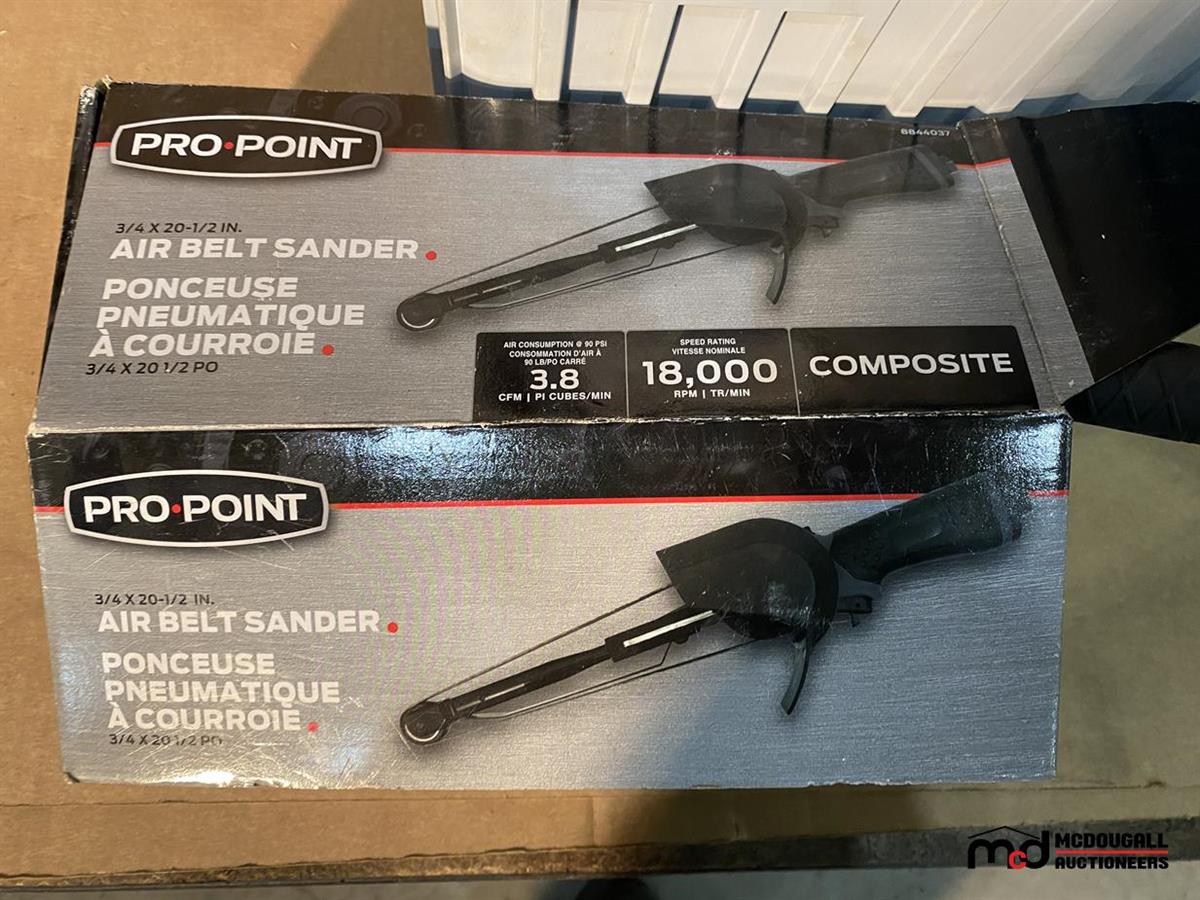 PRO•POINT
8844037
3/4 X 20-1/2 IN.
AIR BELT SANDER
PONCEUSE
PNEUMATIQUE
À COURROIE
3/4 X 20 1/2 PO
AIR CONSUMPTION @ 90 PSI
CONSOMMATION D'AIR À
90 LB/PO CARRÉ
3.8
CFM | PI CUBES/MIN
SPEED RATING
VITESSE NOMINALE
18,000
RPM | TR/MIN
COMPOSITE
PRO•POINT
3/4 X 20-1/2 IN.
AIR BELT SANDER
PONCEUSE
PNEUMATIQUE
À COURROIE
3/4 X 20 1/2 PO
mcd MCDOUGALL
AUCTIONEERS